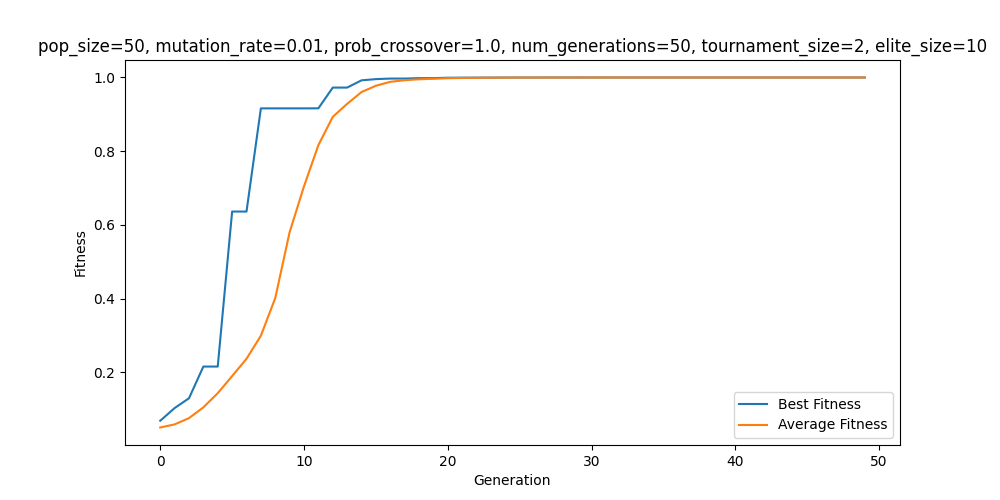 pop_size=50, mutation_rate=0.01, prob_crossover=1.0, num_generations=50, tournament_size=2, elite_size=10
1.0
0.8
0.6
0.4
0.2
Fitness
Best Fitness
Average Fitness
0 10 20 30 40 50
Generation